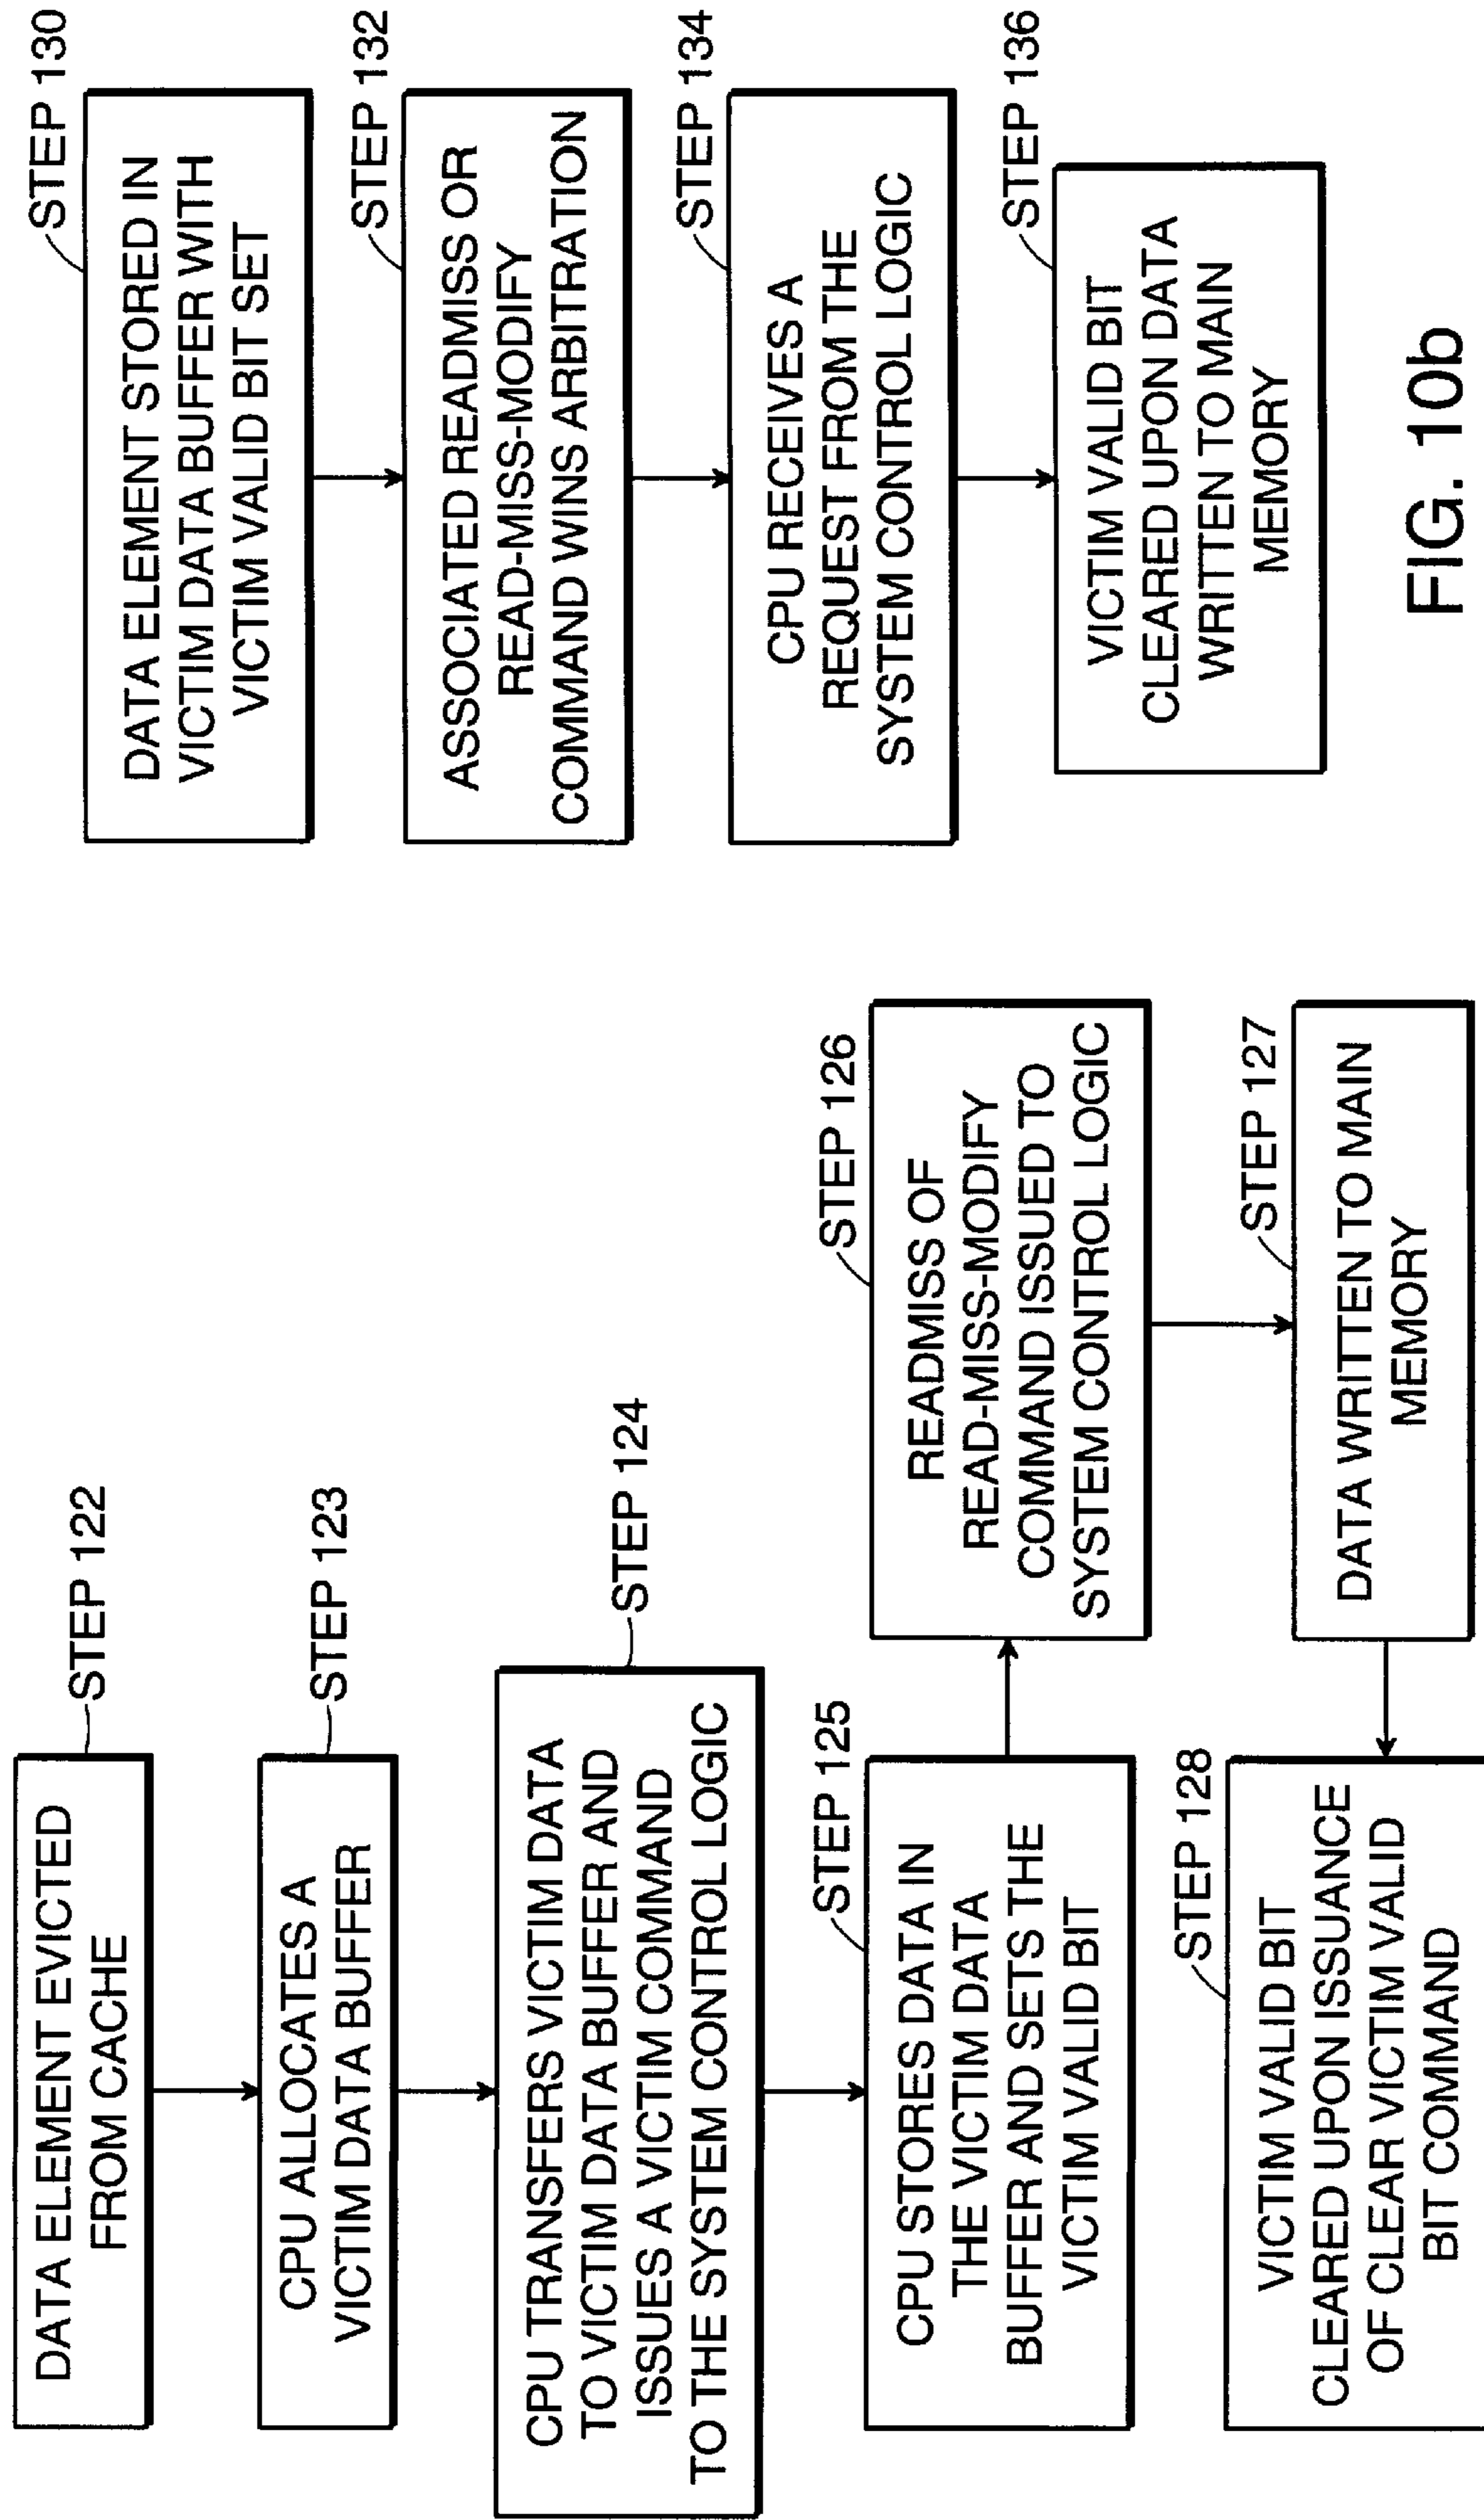 DATA ELEMENT EVICTED
FROM CACHE
STEP 122
CPU ALLOCATES A
VICTIM DATA BUFFER
STEP 123
CPU TRANSFERS VICTIM DATA
TO VICTIM DATA BUFFER AND
ISSUES A VICTIM COMMAND
TO THE SYSTEM CONTROL LOGIC
STEP 124
STEP 125
CPU STORES DATA IN
THE VICTIM DATA
BUFFER AND SETS THE
VICTIM VALID BIT
STEP 126
READMISS OF
READ-MISS-MODIFY
COMMAND ISSUED TO
SYSTEM CONTROL LOGIC
STEP 127
DATA WRITTEN TO MAIN
MEMORY
STEP 128
VICTIM VALID BIT
CLEARED UPON ISSUANCE
OF CLEAR VICTIM VALID
BIT COMMAND
STEP 130
DATA ELEMENT STORED IN
VICTIM DATA BUFFER WITH
VICTIM VALID BIT SET
STEP 132
ASSOCIATED READMISS OR
READ-MISS-MODIFY
COMMAND WINS ARBITRATION
STEP 134
CPU RECEIVES A
REQUEST FROM THE
SYSTEM CONTROL LOGIC
STEP 136
VICTIM VALID BIT
CLEARED UPON DATA
WRITTEN TO MAIN
MEMORY
FIG. 10b